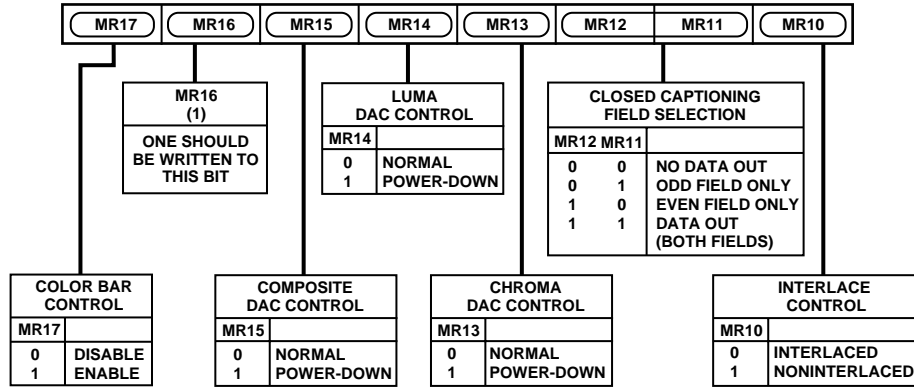 MR17 MR16 MR15 MR14 MR13 MR12 MR11 MR10
MR16
(1)
ONE SHOULD
BE WRITTEN TO
THIS BIT
LUMA
DAC CONTROL
MR14
0 NORMAL
1 POWER-DOWN
CLOSED CAPTIONING
FIELD SELECTION
MR12 MR11
0 0 NO DATA OUT
0 1 ODD FIELD ONLY
1 0 EVEN FIELD ONLY
1 1 DATA OUT
(BOTH FIELDS)
COLOR BAR
CONTROL
MR17
0 DISABLE
1 ENABLE
COMPOSITE
DAC CONTROL
MR15
0 NORMAL
1 POWER-DOWN
CHROMA
DAC CONTROL
MR13
0 NORMAL
1 POWER-DOWN
INTERLACE
CONTROL
MR10
0 INTERLACED
1 NONINTERLACED